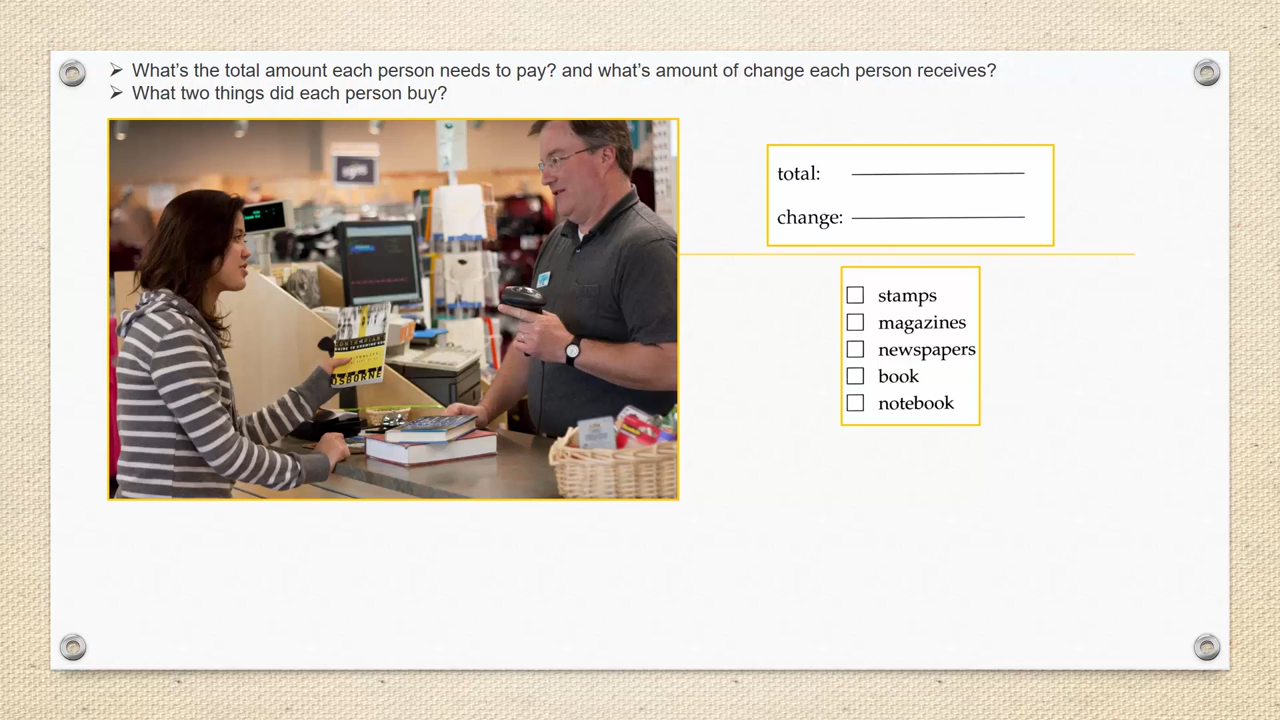 What's the total amount each person needs to pay? and what's amount of change each person receives?
What two things did each person buy?
total:
change:
stamps
magazines
newspapers
book
notebook
OSBORNE